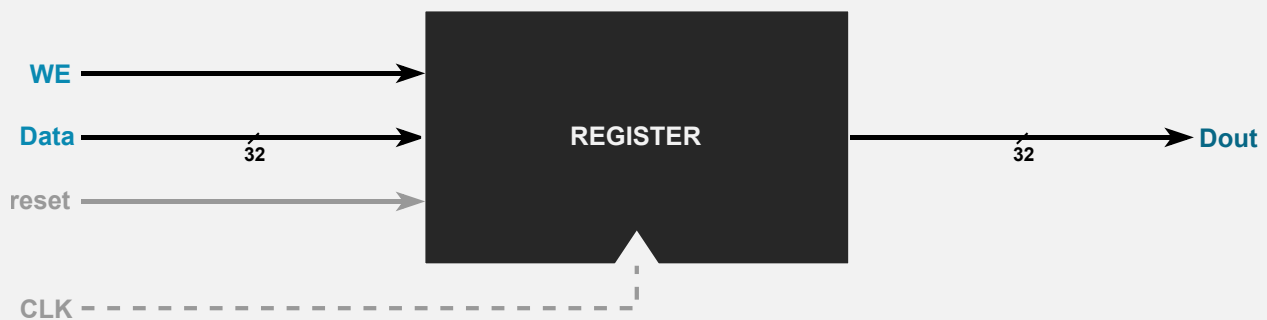 WE
Data
32
REGISTER
32
Dout
reset
CLK